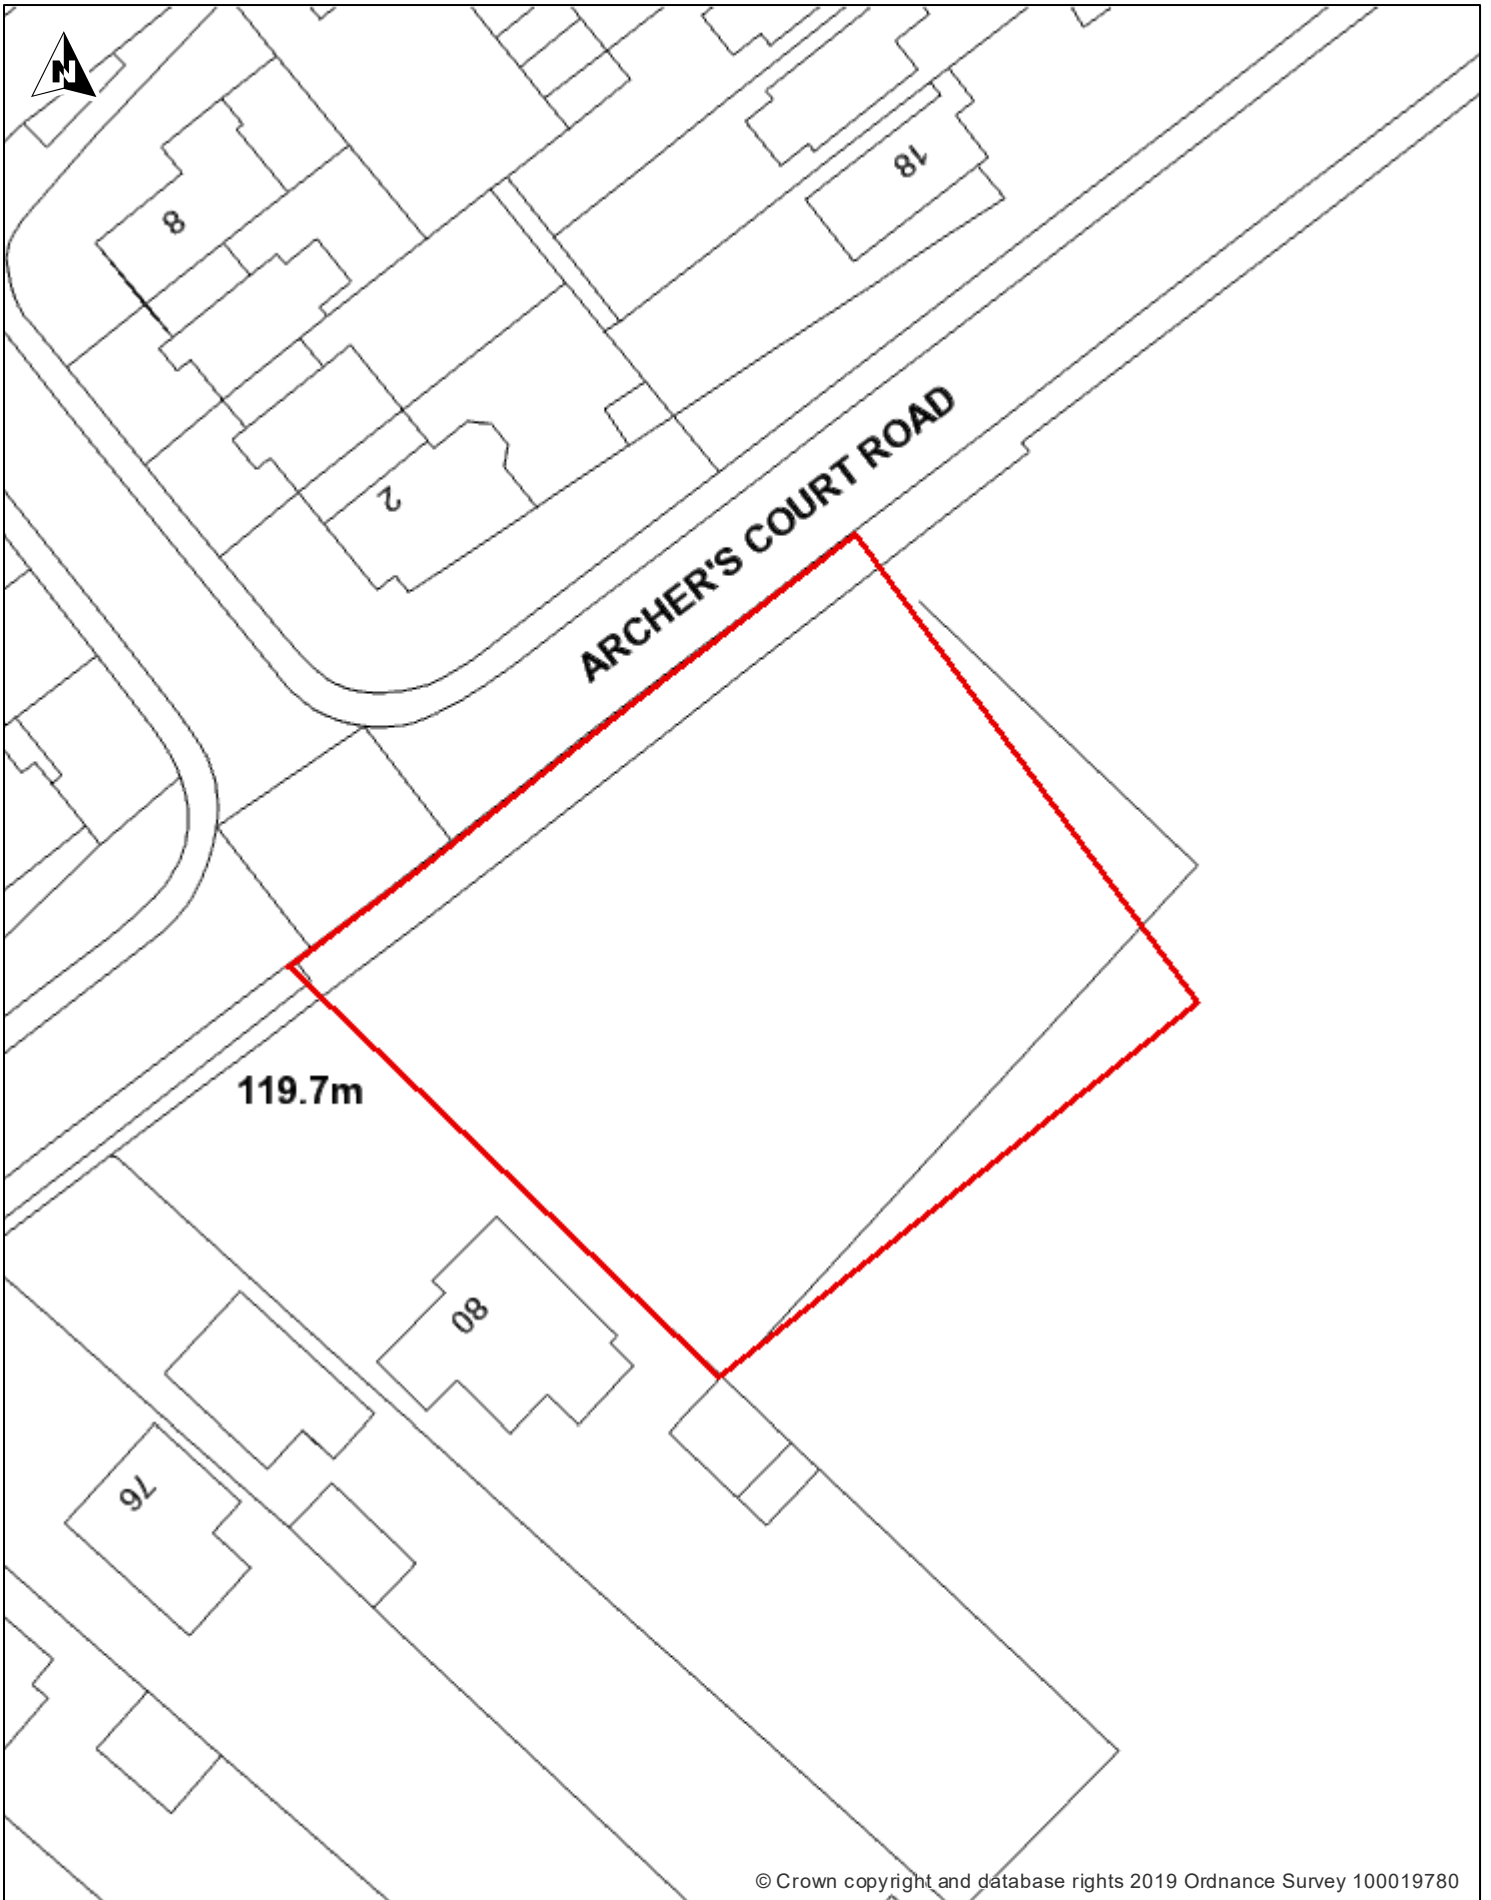 N
18
8
2
ARCHER'S COURT ROAD
119.7m
80
76
© Crown copyright and database rights 2019 Ordnance Survey 100019780